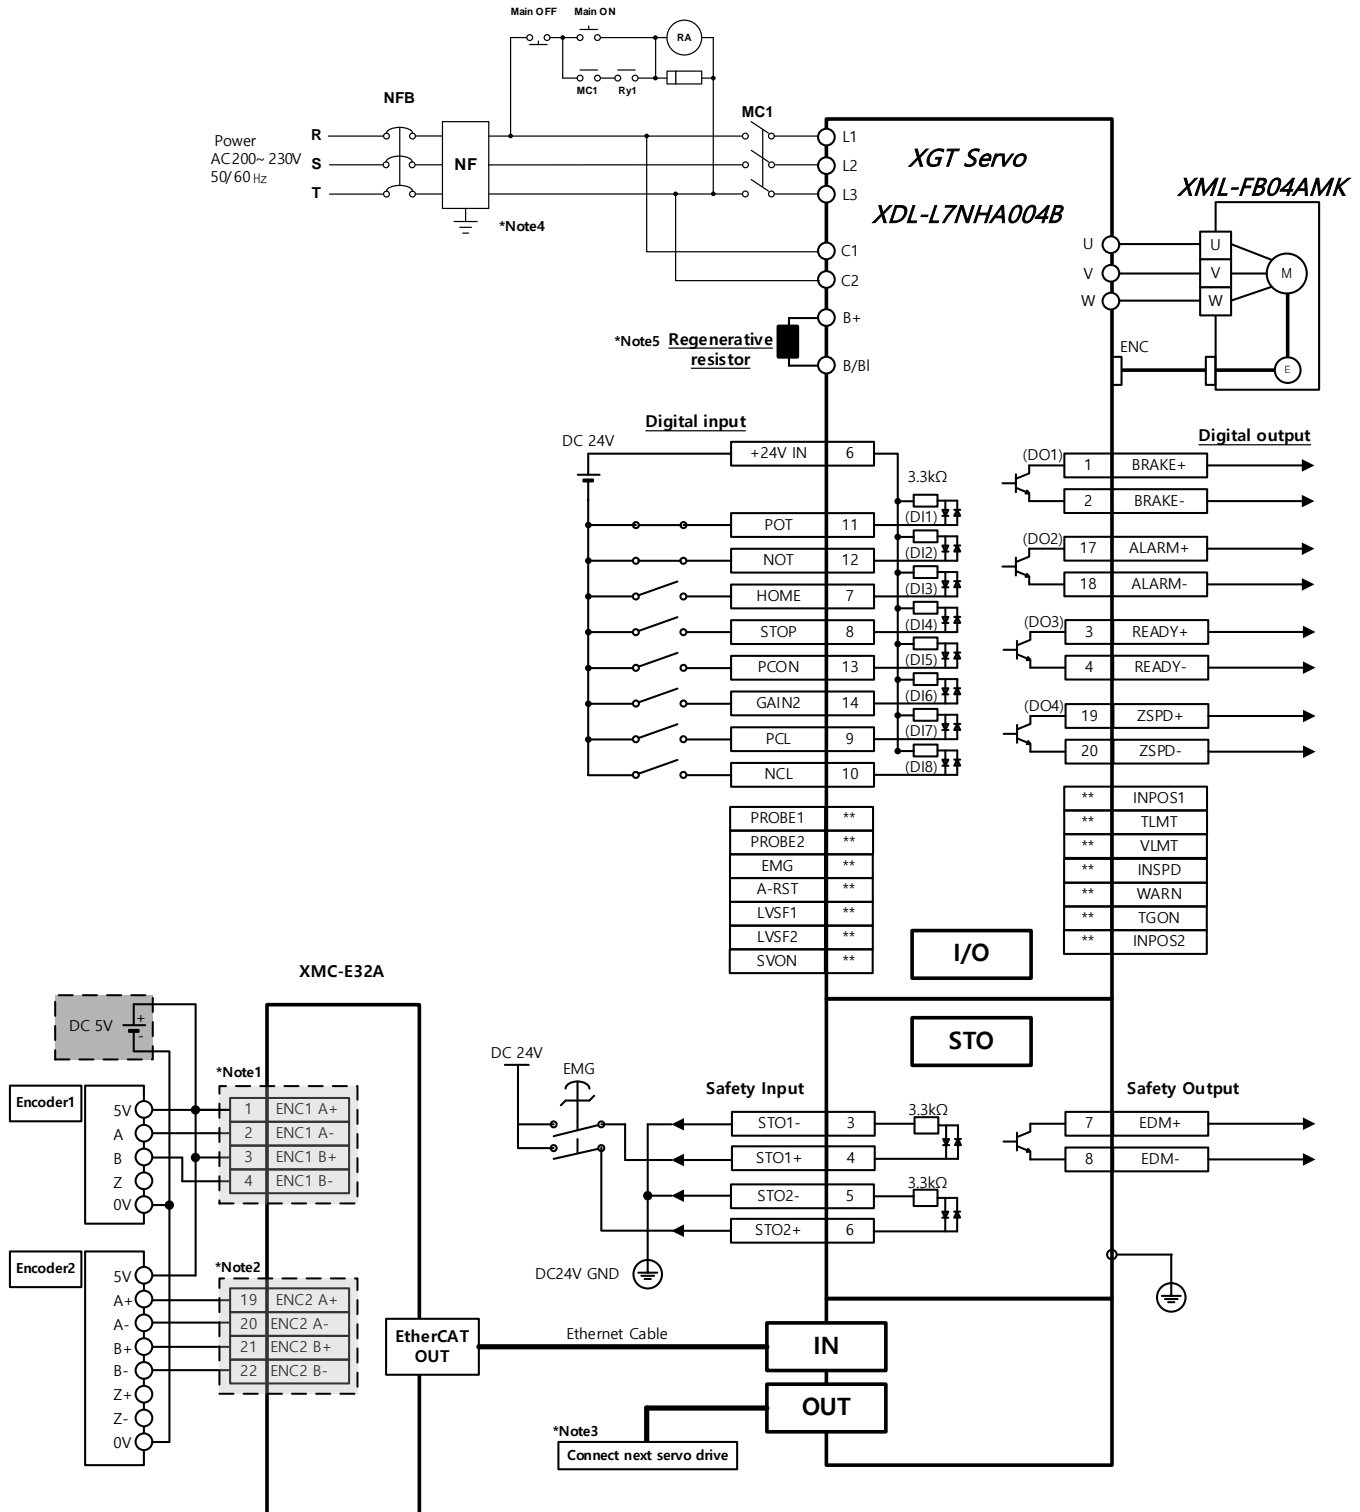 Main OFF
Main ON
RA
MC1
Ry1
NFB
MC1
Power
AC 200~ 230V
50/ 60 Hz
R
S
T
NF
*Note4
L1
L2
L3
C1
C2
B+
B/BI
XGT Servo
XDL-L7NHA004B
XML-FB04AMK
U
V
W
U
V
W
M
ENC
E
*Note5 Regenerative
resistor
Digital input
DC 24V
+24V IN 6
3.3kΩ
POT 11 (DI1)
NOT 12 (DI2)
HOME 7 (DI3)
STOP 8 (DI4)
PCON 13 (DI5)
GAIN2 14 (DI6)
PCL 9 (DI7)
NCL 10 (DI8)
PROBE1 **
PROBE2 **
EMG **
A-RST **
LVSF1 **
LVSF2 **
SVON **
Digital output
(DO1) 1 BRAKE+
2 BRAKE-
(DO2) 17 ALARM+
18 ALARM-
(DO3) 3 READY+
4 READY-
(DO4) 19 ZSPD+
20 ZSPD-
** INPOS1
** TLMT
** VLMT
** INSPD
** WARN
** TGON
** INPOS2
I/O
STO
DC 24V
EMG
Safety Input
STO1- 3 3.3kΩ
STO1+ 4
STO2- 5 3.3kΩ
STO2+ 6
DC24V GND
Safety Output
7 EDM+
8 EDM-
XMC-E32A
DC 5V
+
-
*Note1
Encoder1
5V 1 ENC1 A+
A 2 ENC1 A-
B 3 ENC1 B+
Z 4 ENC1 B-
0V
*Note2
Encoder2
5V
A+ 19 ENC2 A+
A- 20 ENC2 A-
B+ 21 ENC2 B+
B- 22 ENC2 B-
Z+
Z-
0V
EtherCAT
OUT
Ethernet Cable
IN
OUT
*Note3
Connect next servo drive